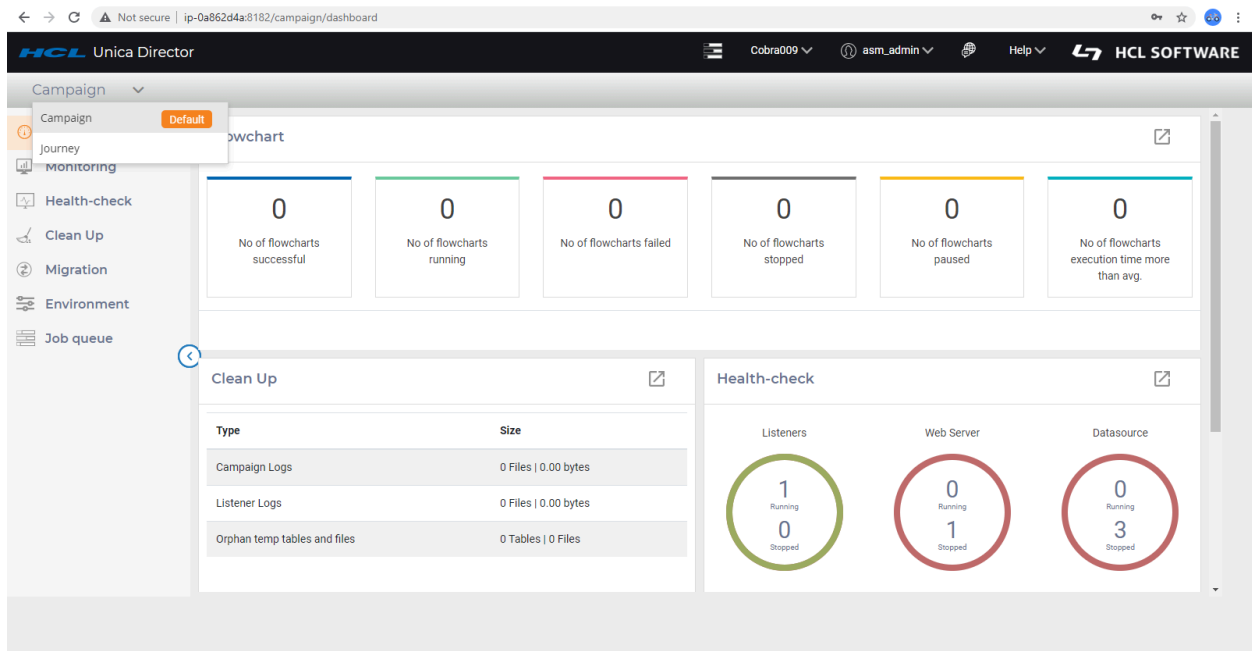 Not secure | ip-0a862d4a:8182/campaign/dashboard
HCL Unica Director
Cobra009
asm_admin
Help
HCL SOFTWARE
Campaign
Campaign Default
Journey
Monitoring
Health-check
Clean Up
Migration
Environment
Job queue
owchart
0
No of flowcharts
successful
0
No of flowcharts
running
0
No of flowcharts failed
0
No of flowcharts
stopped
0
No of flowcharts
paused
0
No of flowcharts
execution time more
than avg.
Clean Up
Type Size
Campaign Logs 0 Files | 0.00 bytes
Listener Logs 0 Files | 0.00 bytes
Orphan temp tables and files 0 Tables | 0 Files
Health-check
Listeners
1
Running
0
Stopped
Web Server
0
Running
1
Stopped
Datasource
0
Running
3
Stopped